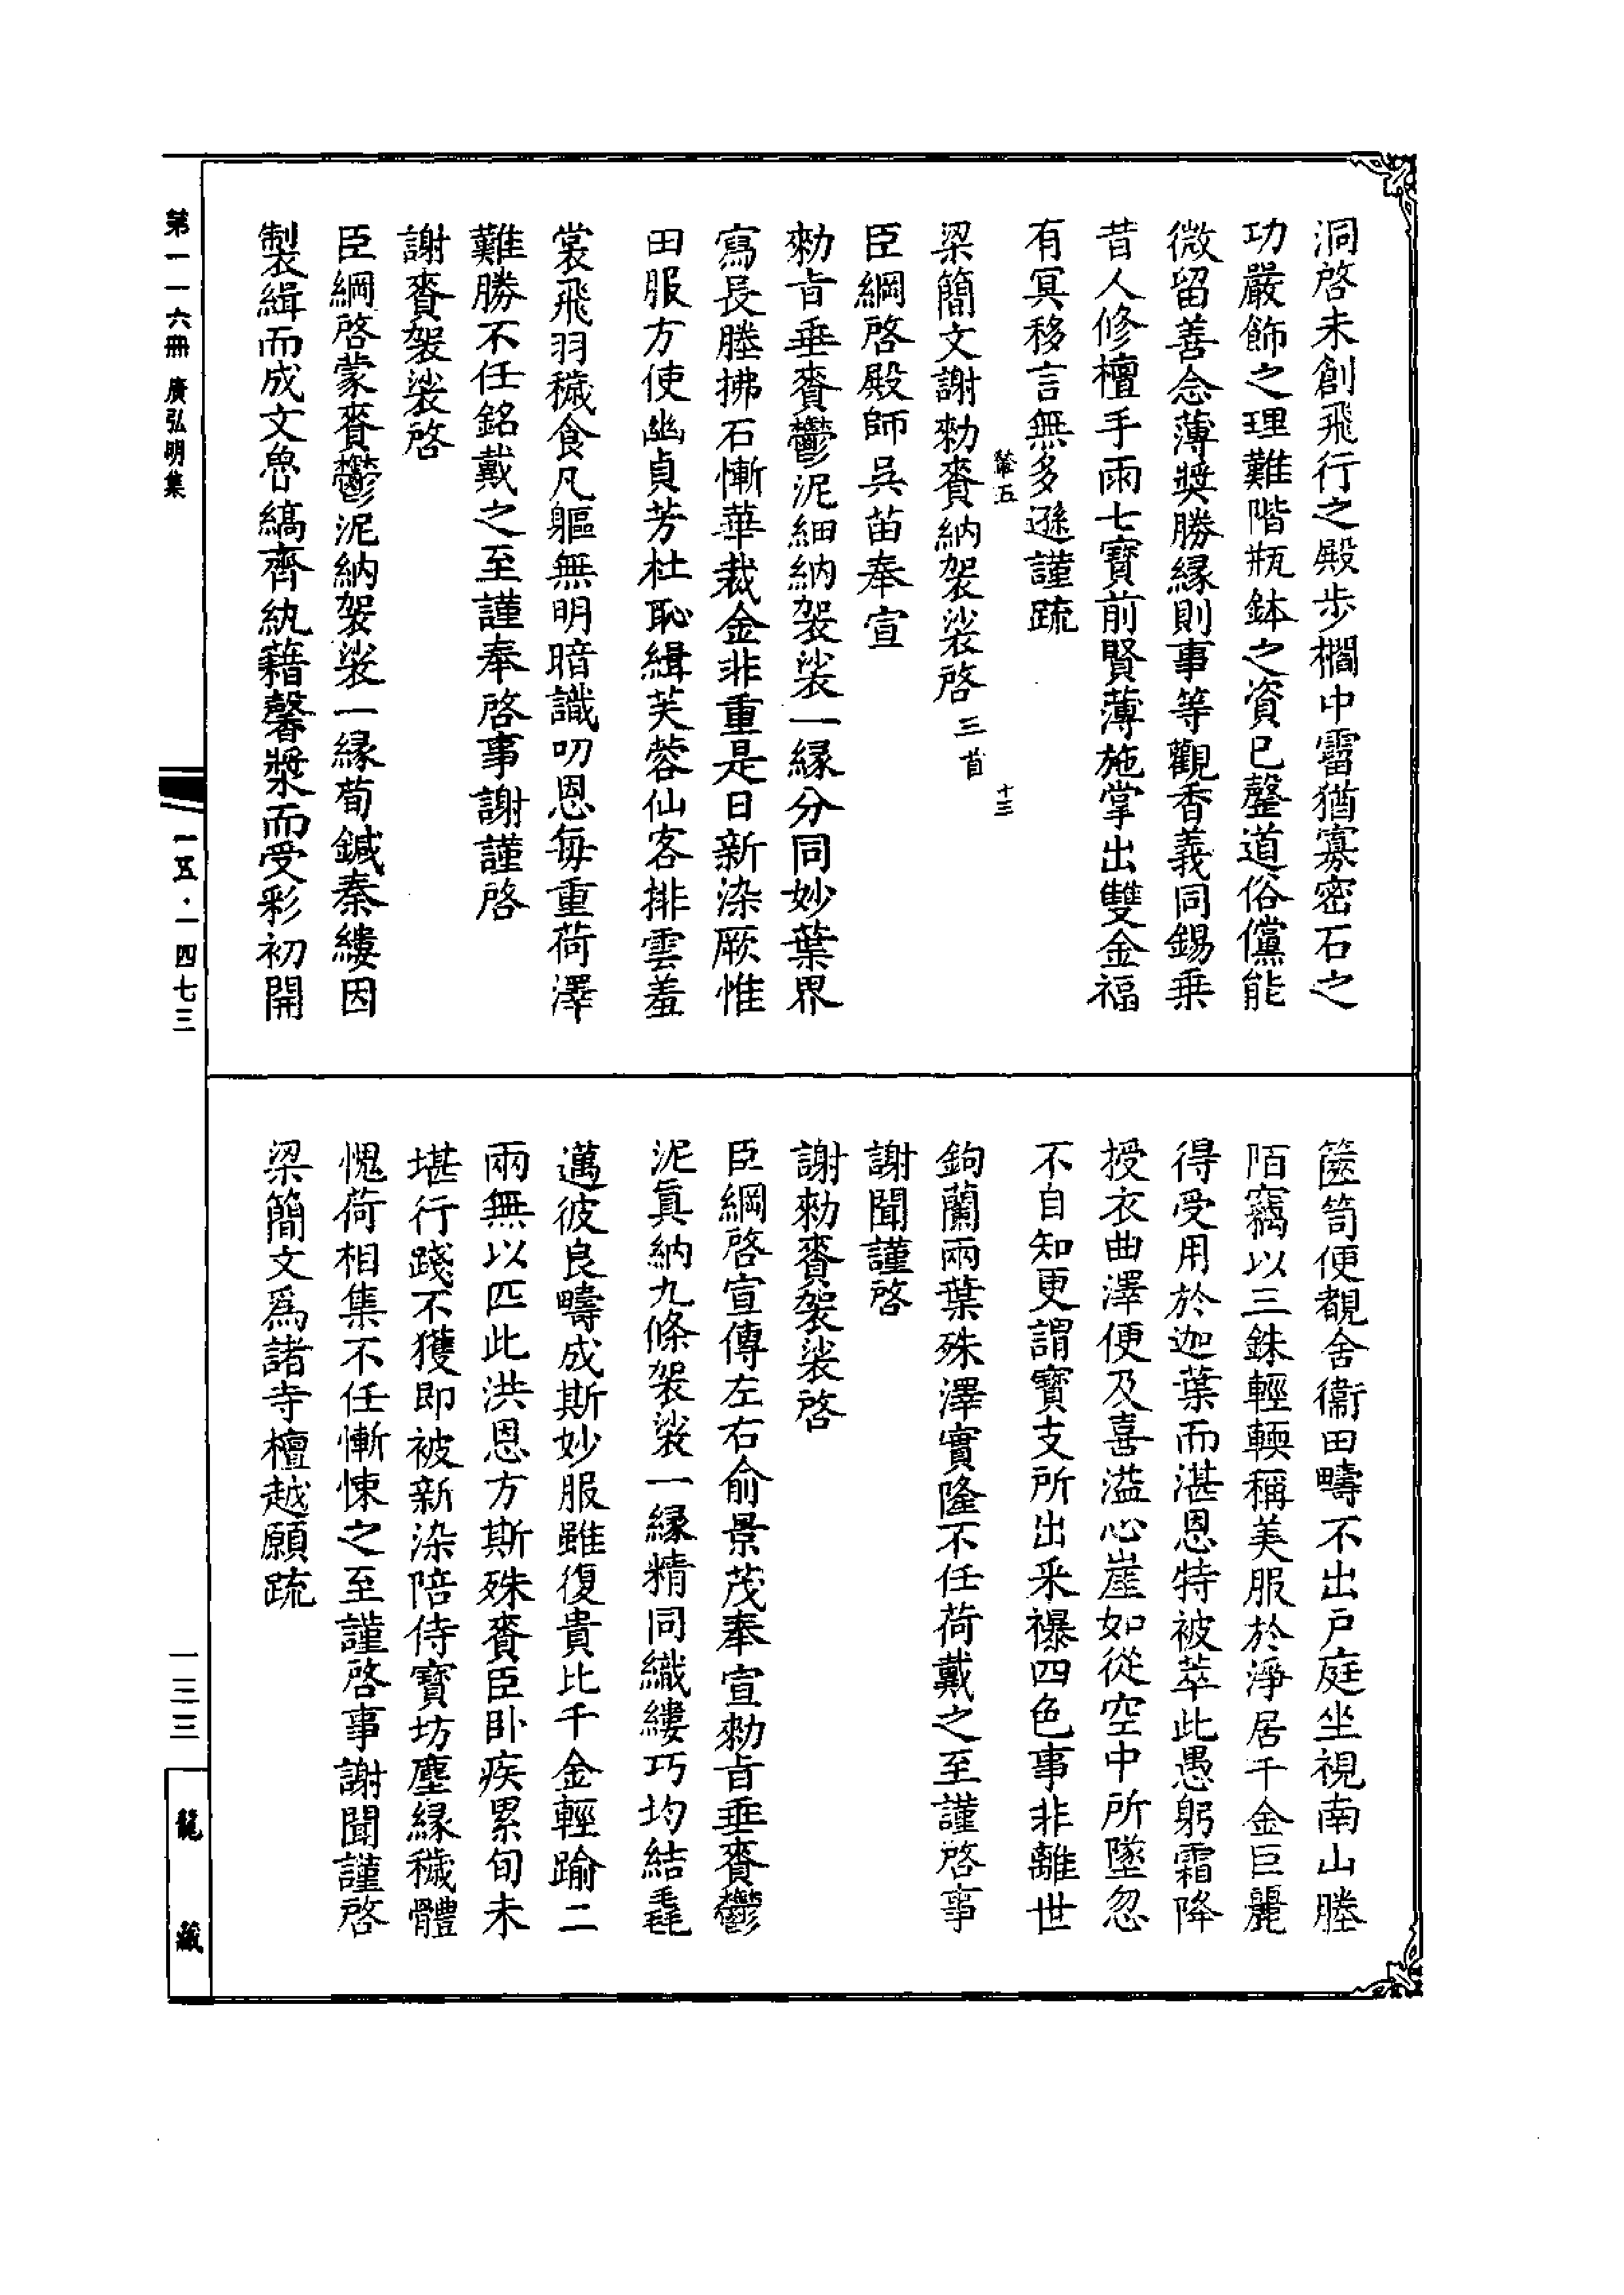 洞啓未創飛行之殿步櫩中霤猶寡密石之
功嚴飾之理難階瓶鉢之資已罄道俗儻能
微留善念薄奬勝縁則事等觀香義同錫乗
昔人修檀手雨七寳前賢薄施掌出雙金福
有冥移言無多遜謹䟽
十三
梁簡文謝勑賚納袈裟啓三首
臣綱啓殿師吳苗奉宣
勑旨垂賚鬱泥細納袈裟一縁分同妙葉界
寫長塍拂石慚華裁金非重是日新染厥惟
田服方使幽貞芳杜恥緝芙蓉仙客排雲羞
裳飛羽穢食凡軀無明暗識叨恩每重荷澤
難勝不任銘戴之至謹奉啓事謝謹啓
謝賚袈裟啓
臣綱啓蒙賚鬱泥納袈裟一縁荀鍼秦縷因
製緝而成文魯縞齊紈藉馨漿而受彩初開
篋笥便覩舍衞田疇不出戸庭坐視南山塍
陌竊以三銖輕䎡稱美服於淨居千金巨麗
得受用於迦葉而湛恩特被萃此愚躬霜降
授衣曲澤便及喜溢心崖如從空中所墜忽
不自知更謂寳支所出釆襮四色事非離世
鉤蘭兩葉殊澤實隆不任荷戴之至謹啓事
謝聞謹啓
謝勑賚袈裟啓
臣綱啓宣傳左右俞景茂奉宣勑旨垂賚鬱
泥眞納九條袈裟一縁精同織縷巧均結毳
邁彼良疇成斯妙服雖復貴比千金輕踰二
兩無以匹此洪恩方斯殊賚臣卧疾累旬未
堪行踐不獲即被新染陪侍寳坊塵縁穢體
愧荷相集不任慚悚之至謹啓事謝聞謹啓
梁簡文爲諸寺檀越願䟽
第一一六冊 廣弘明集
一五·一四七三
一三三
龍藏